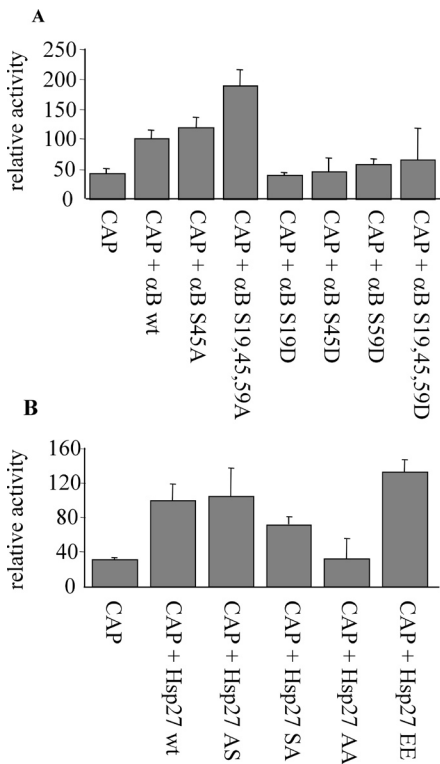 A
relative activity
250
200
150
100
50
0
CAP
CAP + αB wt
CAP + αB S45A
CAP + αB S19,45,59A
CAP + αB S19D
CAP + αB S45D
CAP + αB S59D
CAP + αB S19,45,59D
B
relative activity
160
120
80
40
0
CAP
CAP + Hsp27 wt
CAP + Hsp27 AS
CAP + Hsp27 SA
CAP + Hsp27 AA
CAP + Hsp27 EE